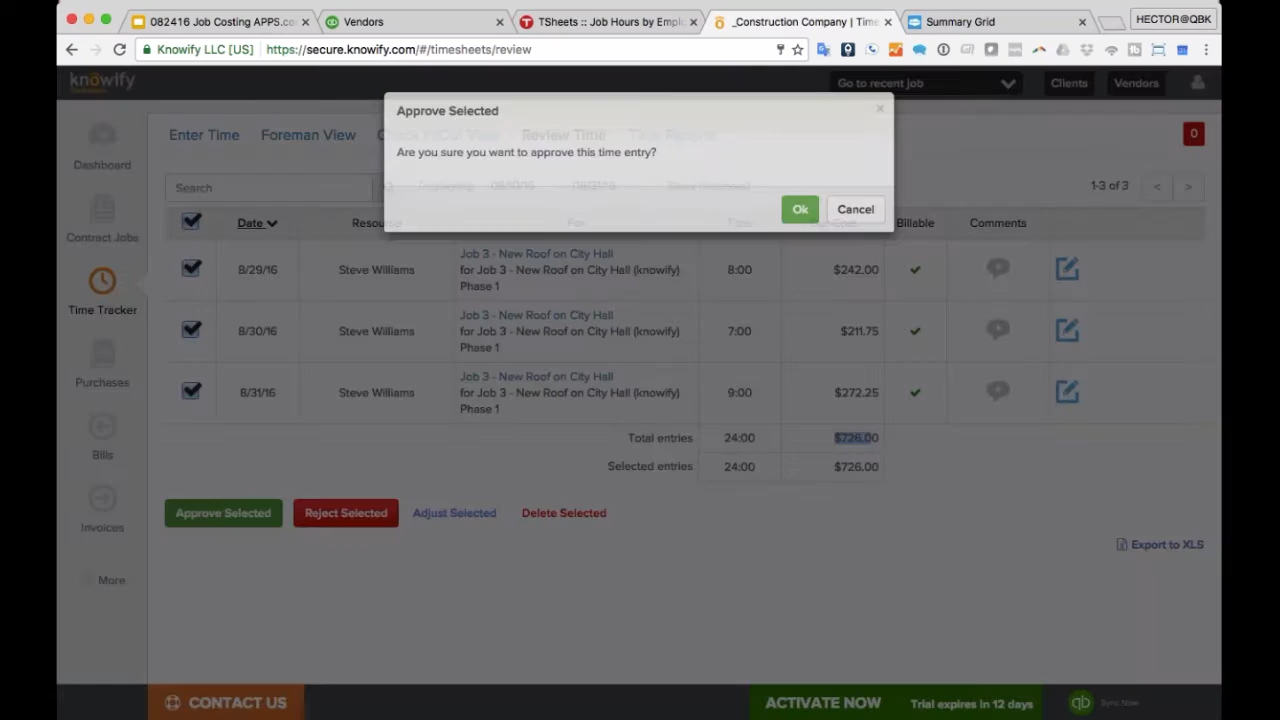 082416 Job Costing APPS.co
Vendors
TSheets :: Job Hours by Emplo
_Construction Company | Time
Summary Grid
HECTOR@QBK
Knowify LLC [US]
https://secure.knowify.com/#/timesheets/review
knowify
Go to recent job
Clients
Vendors
Approve Selected
Are you sure you want to approve this time entry?
Ok
Cancel
Enter Time
Foreman View
Review Time
0
Dashboard
Search
1-3 of 3
<
>
Date
Resou
For
Billable
Comments
Contract Jobs
8/29/16
Steve Williams
Job 3 - New Roof on City Hall
for Job 3 - New Roof on City Hall (knowify)
Phase 1
8:00
$242.00
Time Tracker
8/30/16
Steve Williams
Job 3 - New Roof on City Hall
for Job 3 - New Roof on City Hall (knowify)
Phase 1
7:00
$211.75
Purchases
8/31/16
Steve Williams
Job 3 - New Roof on City Hall
for Job 3 - New Roof on City Hall (knowify)
Phase 1
9:00
$272.25
Total entries
24:00
$726.00
Bills
Selected entries
24:00
$726.00
Approve Selected
Reject Selected
Adjust Selected
Delete Selected
Invoices
Export to XLS
More
CONTACT US
ACTIVATE NOW
Trial expires in 12 days
qb
Sync Now